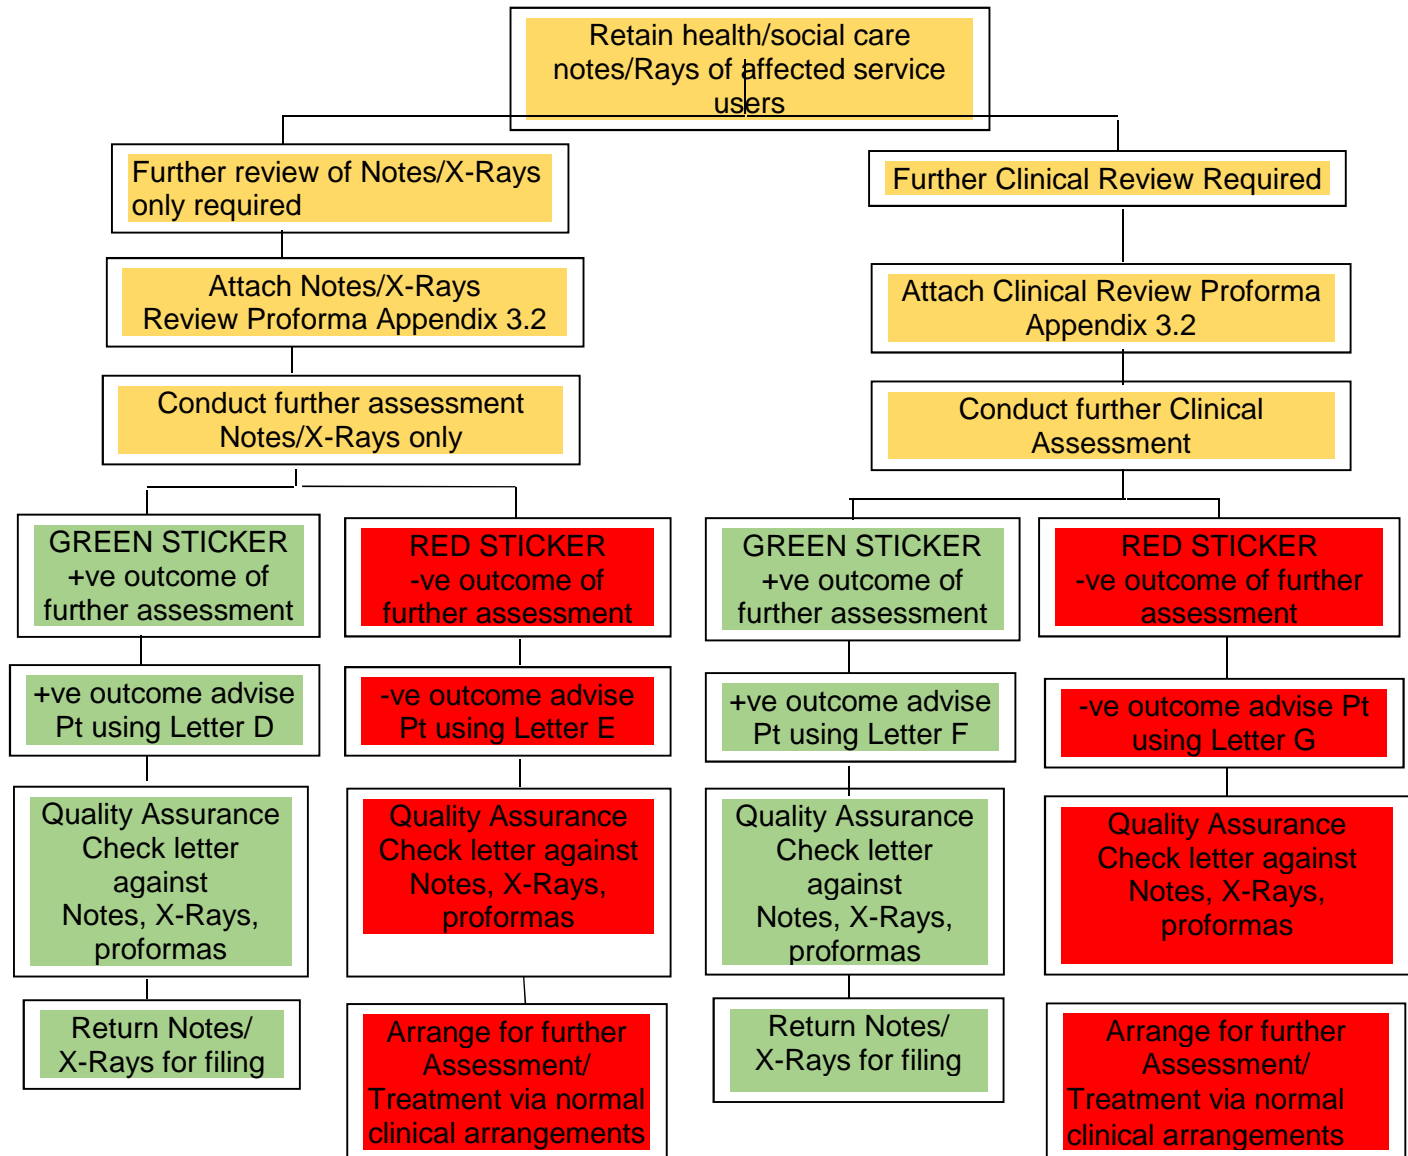 Retain health/social care
notes/Rays of affected service
users
Further review of Notes/X-Rays
only required
Further Clinical Review Required
Attach Notes/X-Rays
Review Proforma Appendix 3.2
Attach Clinical Review Proforma
Appendix 3.2
Conduct further assessment
Notes/X-Rays only
Conduct further Clinical
Assessment
GREEN STICKER
+ve outcome of
further assessment
RED STICKER
-ve outcome of
further assessment
GREEN STICKER
+ve outcome of
further assessment
RED STICKER
-ve outcome of further
assessment
+ve outcome advise
Pt using Letter D
-ve outcome advise
Pt using Letter E
+ve outcome advise
Pt using Letter F
-ve outcome advise Pt
using Letter G
Quality Assurance
Check letter
against
Notes, X-Rays,
proformas
Quality Assurance
Check letter against
Notes, X-Rays,
proformas
Quality Assurance
Check letter
against
Notes, X-Rays,
proformas
Quality Assurance
Check letter against
Notes, X-Rays,
proformas
Return Notes/
X-Rays for filing
Arrange for further
Assessment/
Treatment via normal
clinical arrangements
Return Notes/
X-Rays for filing
Arrange for further
Assessment/
Treatment via normal
clinical arrangements